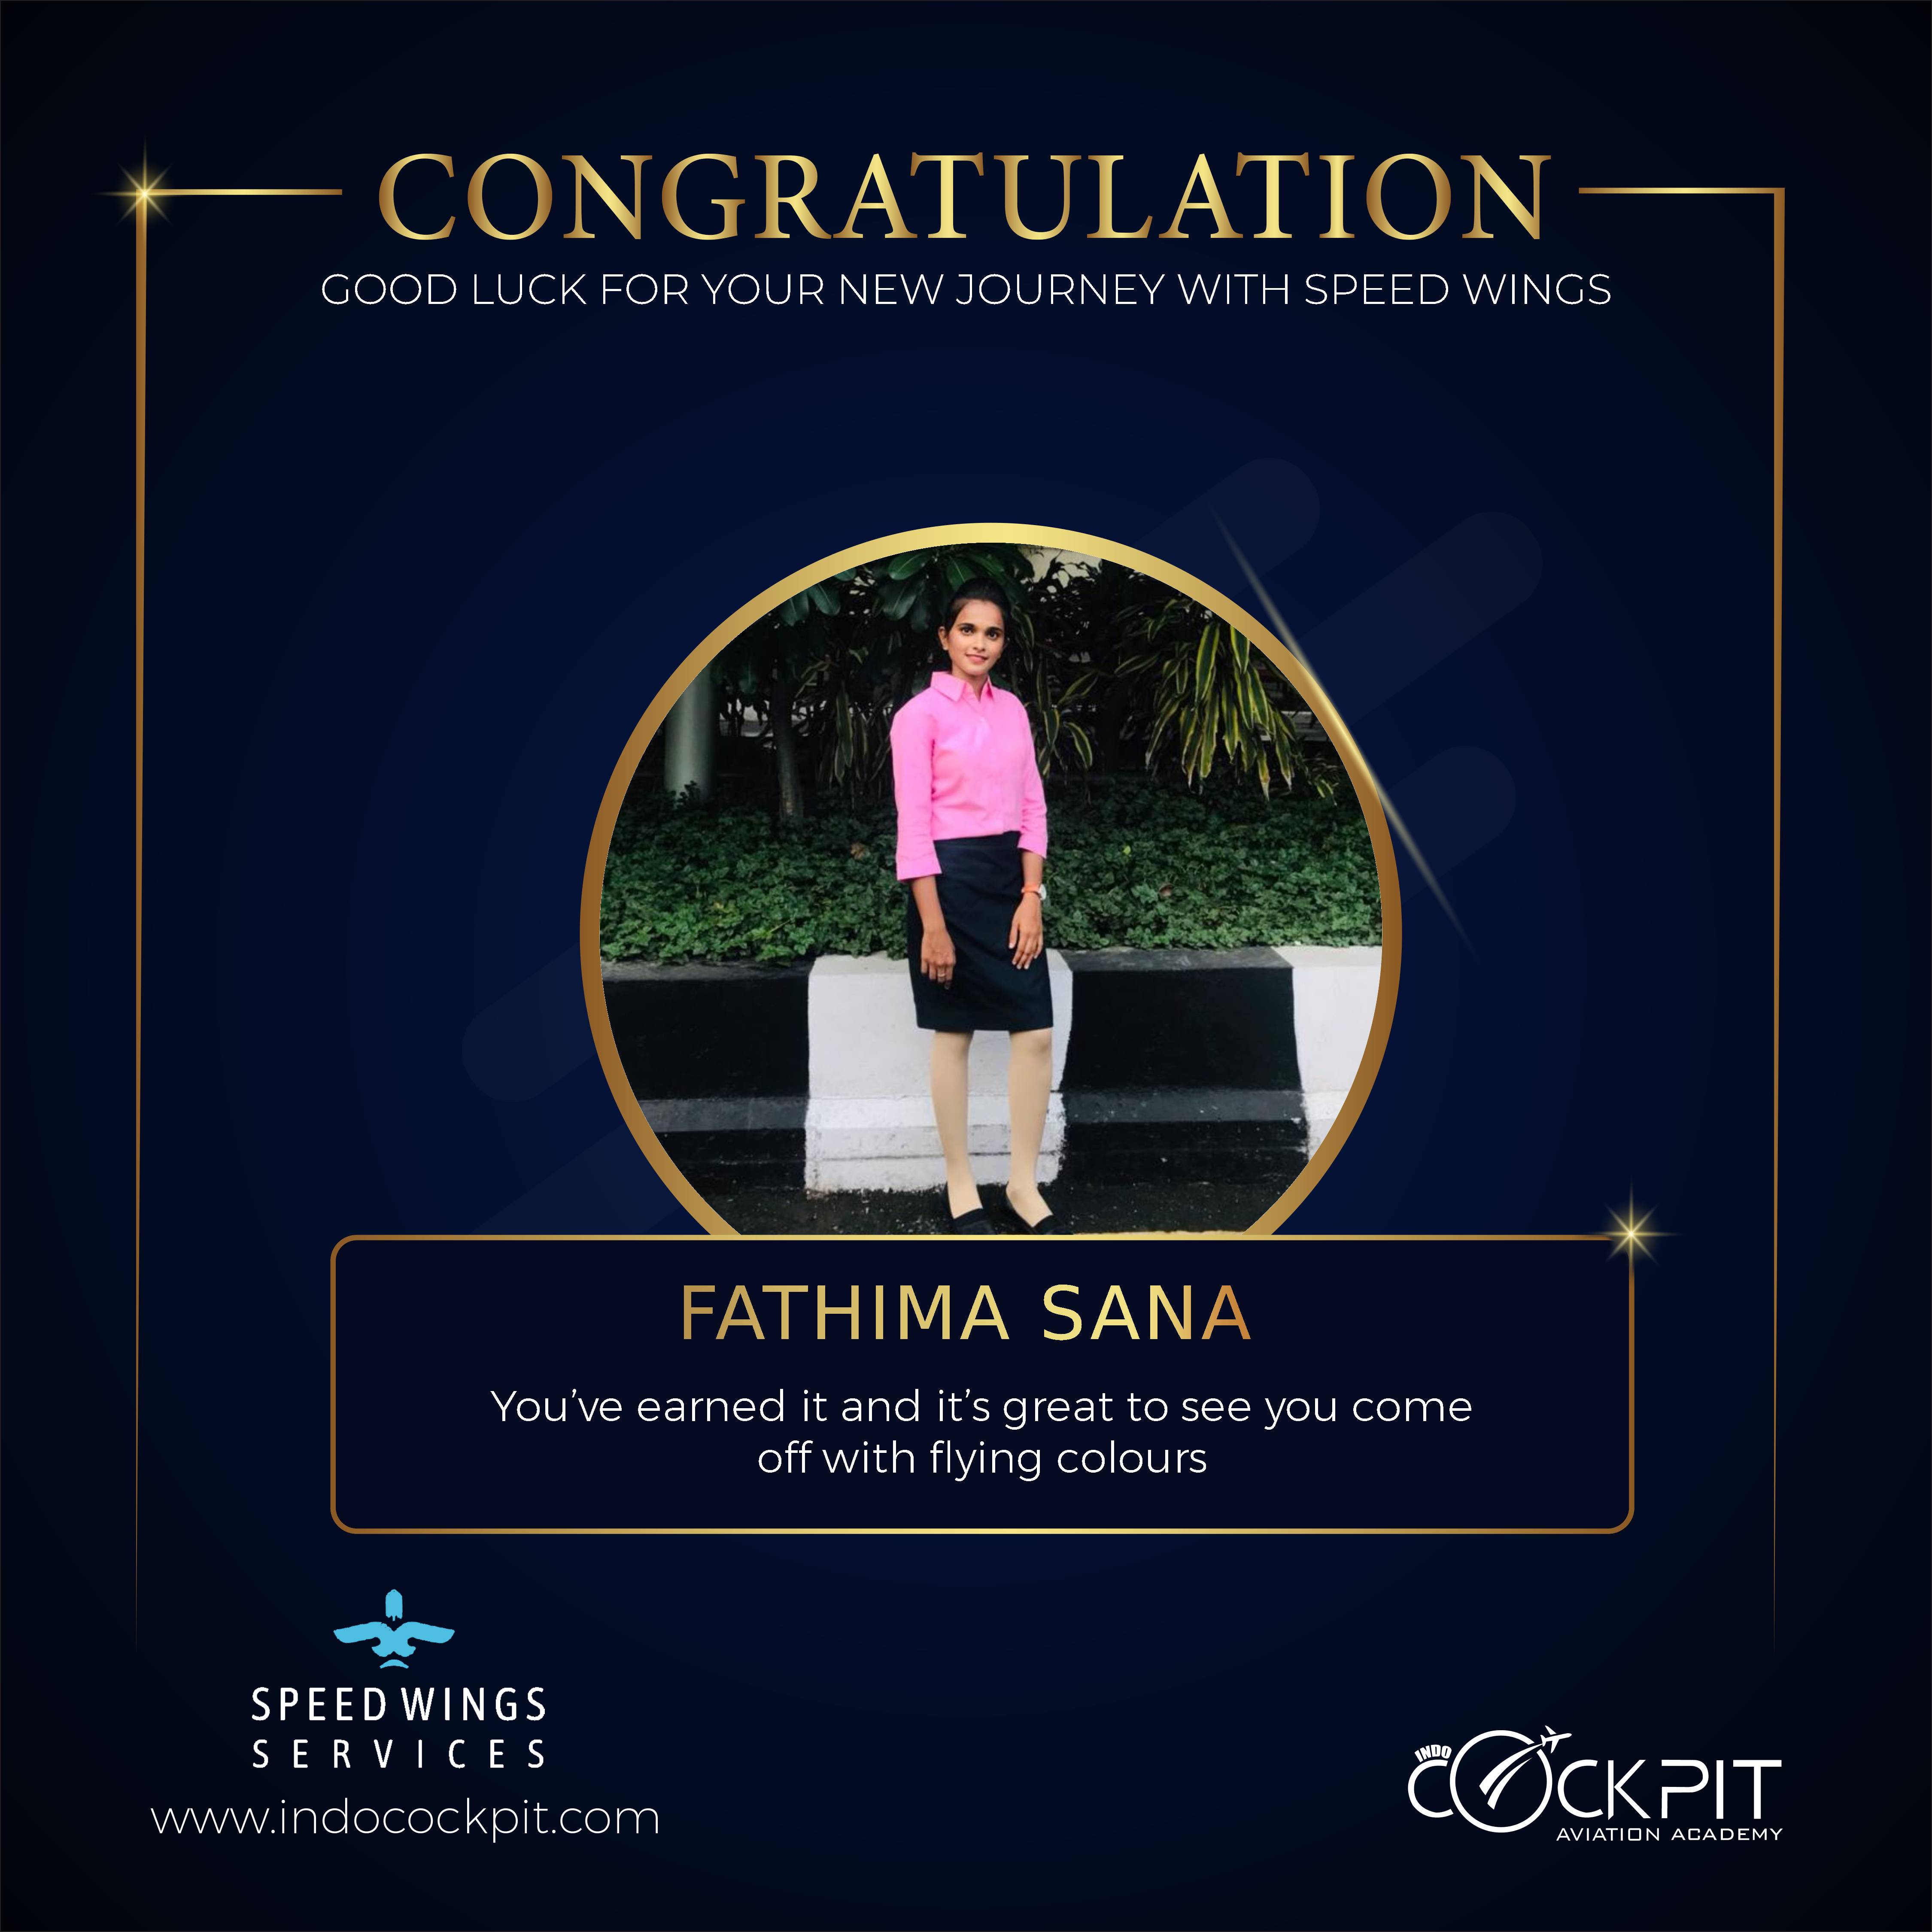 CONGRATULATION
GOOD LUCK FOR YOUR NEW JOURNEY WITH SPEED WINGS
FATHIMA SANA
You’ve earned it and it’s great to see you come
off with flying colours
SPEED WINGS
SERVICES
www.indocockpit.com
INDO
COCKPIT
AVIATION ACADEMY